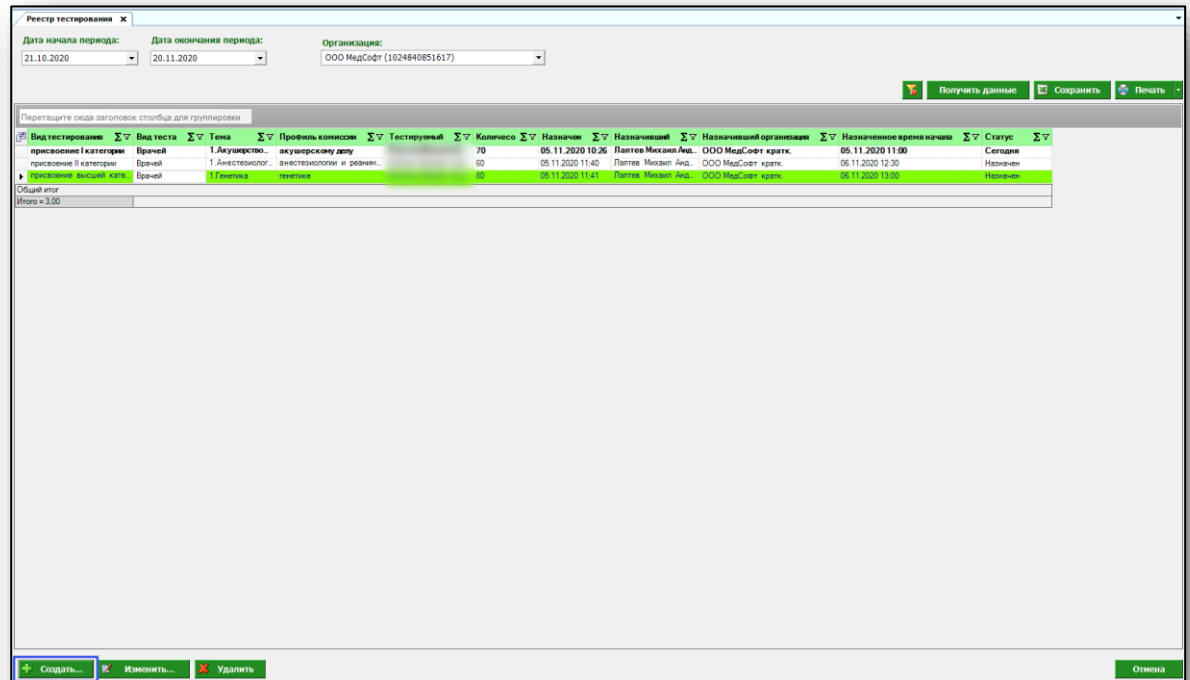 Реестр тестирования x
Дата начала периода: Дата окончания периода: Организация:
21.10.2020 20.11.2020 ООО МедСофт (1024840851617)
Получить данные Сохранить Печать
Перетащите сюда заголовок столбца для группировки
Вид тестирования Σ Вид теста Σ Тема Σ Профиль комиссии Σ Тестируемый Σ Количесо Σ Назначен Σ Назначивший Σ Назначивший организация Σ Назначенное время начала Σ Статус Σ
присвоение I категории Врачей 1.Акушерство... акушерскому делу 70 05.11.2020 10:26 Лаптев Михаил Анд... ООО МедСофт кратк. 05.11.2020 11:00 Сегодня
присвоение II категории Врачей 1.Анестезиолог... анестезиологии и реаним... 60 05.11.2020 11:40 Лаптев Михаил Анд... ООО МедСофт кратк. 06.11.2020 12:30 Назначен
присвоение высшей кате... Врачей 1.Генетика генетике 80 05.11.2020 11:41 Лаптев Михаил Анд... ООО МедСофт кратк. 06.11.2020 13:00 Назначен
Общий итог
Итого = 3,00
Создать... Изменить... Удалить Отмена